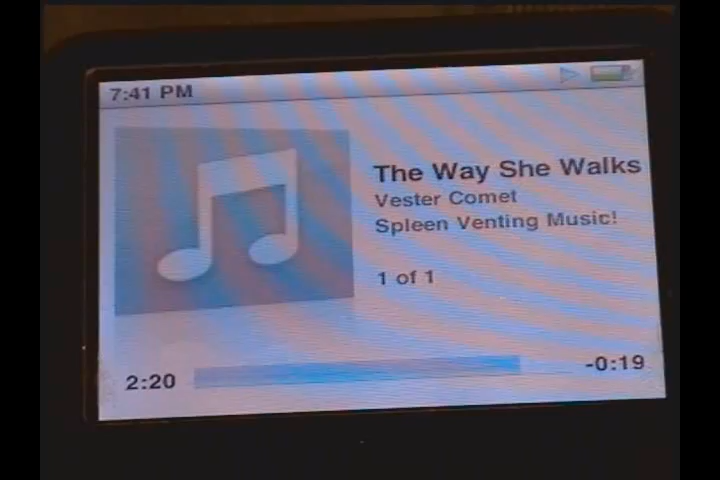 7:41 PM
The Way She Walks
Vester Comet
Spleen Venting Music!
1 of 1
2:20
-0:19